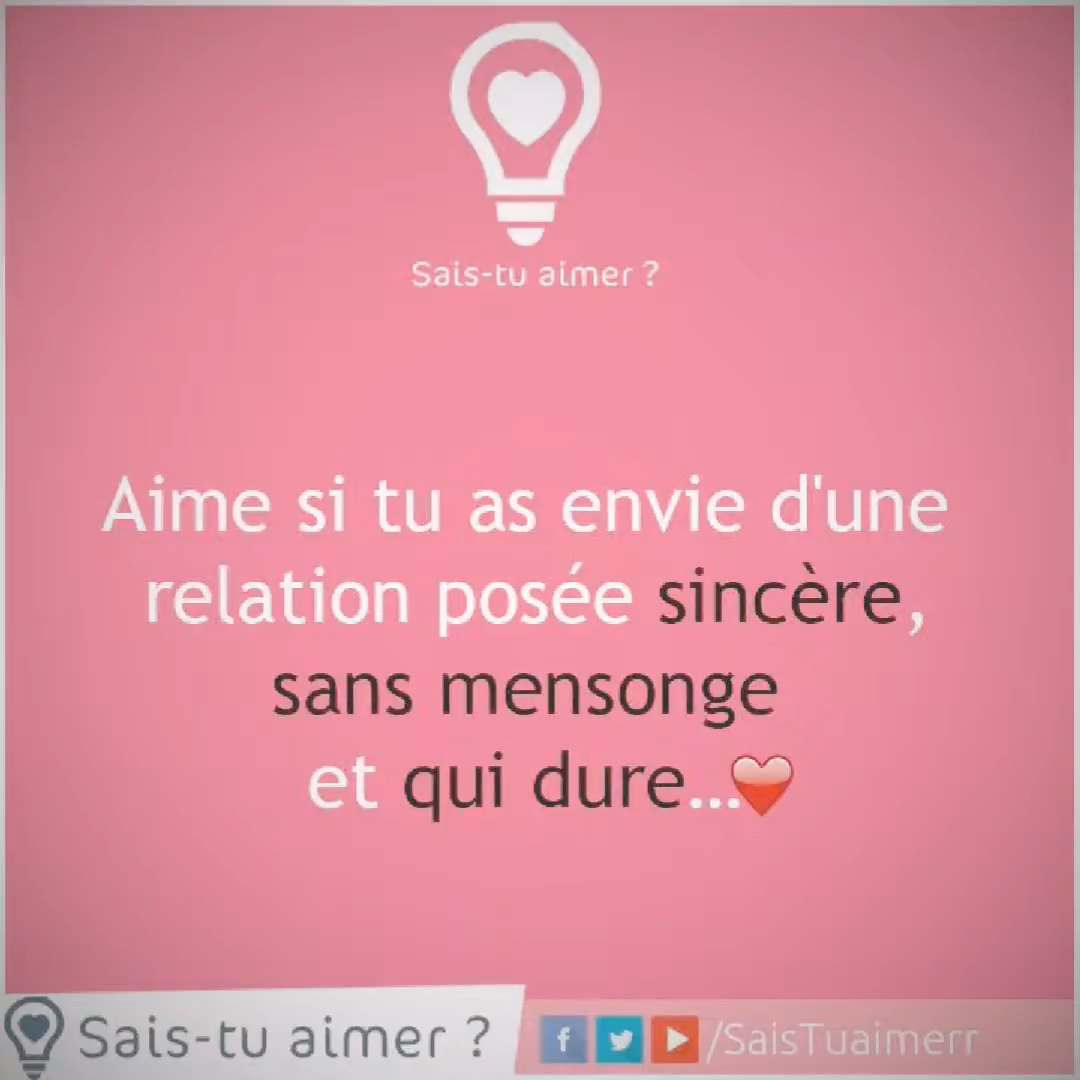 Sais-tu aimer ?
Aime si tu as envie d'une
relation posée sincère,
sans mensonge
et qui dure...❤
Sais-tu aimer ?
/SaisTuaimerr